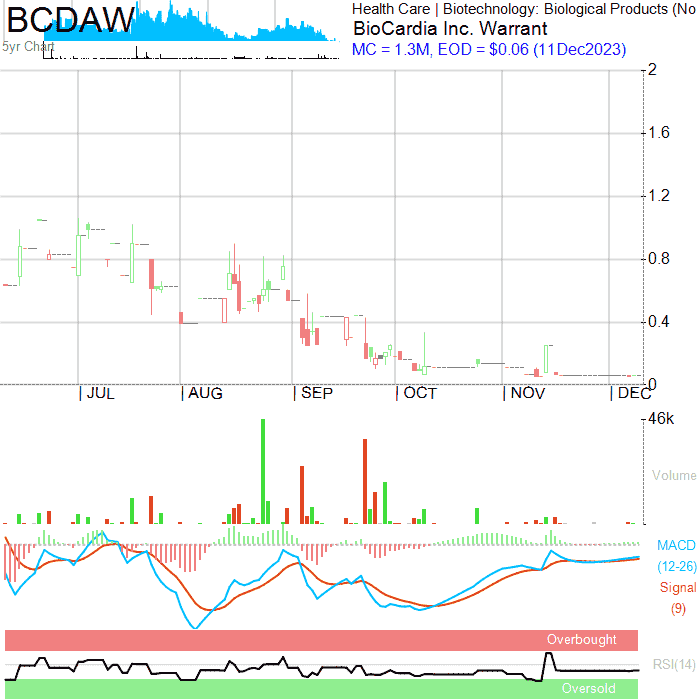 BCDAW
5yr Chart
Health Care | Biotechnology: Biological Products (No
BioCardia Inc. Warrant
MC = 1.3M, EOD = $0.06 (11Dec2023)
2
1.6
1.2
0.8
0.4
0
| JUL | AUG | SEP | OCT | NOV | DEC
46k
Volume
MACD
(12-26)
Signal
(9)
Overbought
RSI(14)
Oversold